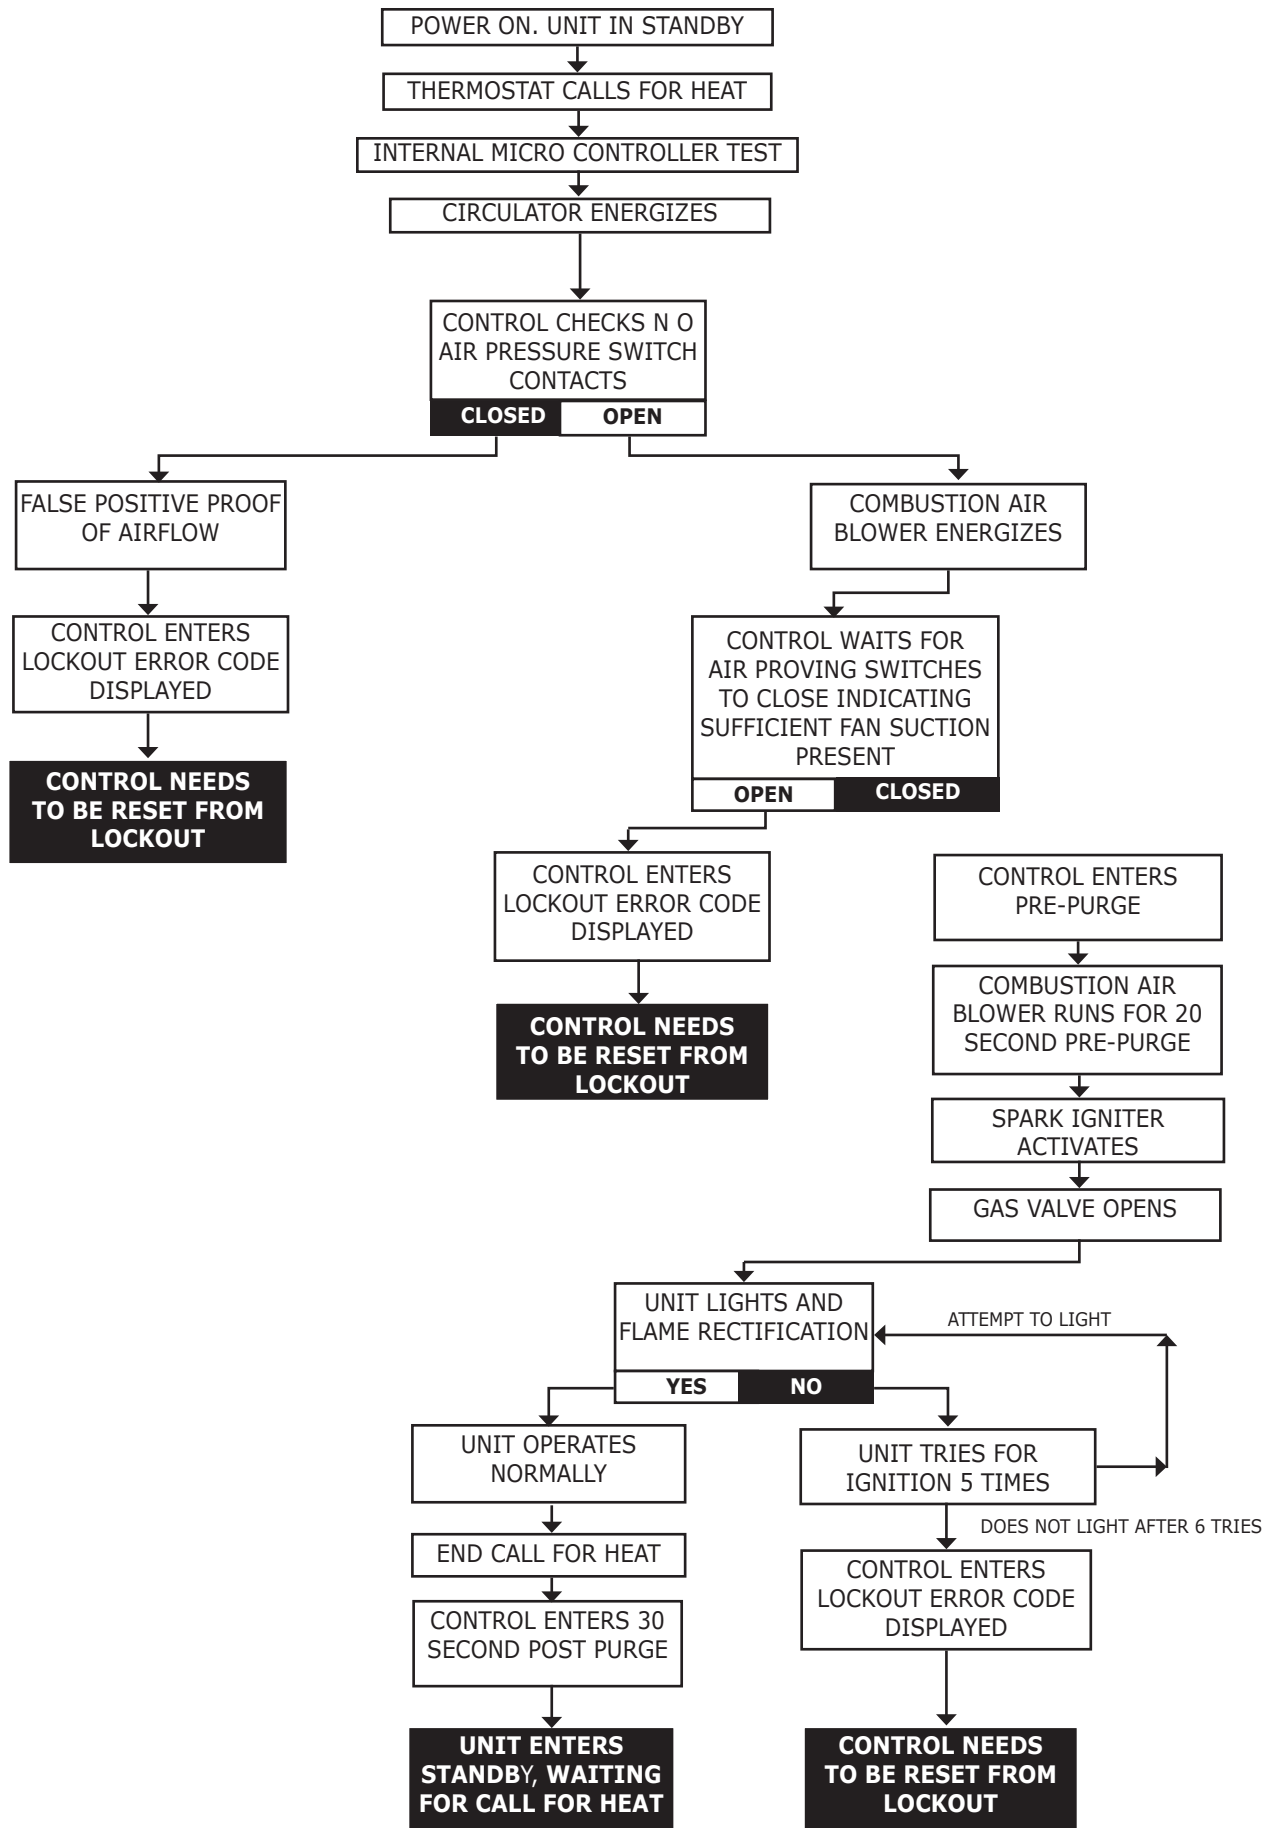 POWER ON. UNIT IN STANDBY
THERMOSTAT CALLS FOR HEAT
INTERNAL MICRO CONTROLLER TEST
CIRCULATOR ENERGIZES
CONTROL CHECKS N O
AIR PRESSURE SWITCH
CONTACTS
CLOSED
OPEN
FALSE POSITIVE PROOF
OF AIRFLOW
CONTROL ENTERS
LOCKOUT ERROR CODE
DISPLAYED
CONTROL NEEDS
TO BE RESET FROM
LOCKOUT
COMBUSTION AIR
BLOWER ENERGIZES
CONTROL WAITS FOR
AIR PROVING SWITCHES
TO CLOSE INDICATING
SUFFICIENT FAN SUCTION
PRESENT
OPEN
CLOSED
CONTROL ENTERS
LOCKOUT ERROR CODE
DISPLAYED
CONTROL NEEDS
TO BE RESET FROM
LOCKOUT
CONTROL ENTERS
PRE-PURGE
COMBUSTION AIR
BLOWER RUNS FOR 20
SECOND PRE-PURGE
SPARK IGNITER
ACTIVATES
GAS VALVE OPENS
UNIT LIGHTS AND
FLAME RECTIFICATION
ATTEMPT TO LIGHT
YES
NO
UNIT OPERATES
NORMALLY
END CALL FOR HEAT
CONTROL ENTERS 30
SECOND POST PURGE
UNIT ENTERS
STANDBY, WAITING
FOR CALL FOR HEAT
UNIT TRIES FOR
IGNITION 5 TIMES
DOES NOT LIGHT AFTER 6 TRIES
CONTROL ENTERS
LOCKOUT ERROR CODE
DISPLAYED
CONTROL NEEDS
TO BE RESET FROM
LOCKOUT